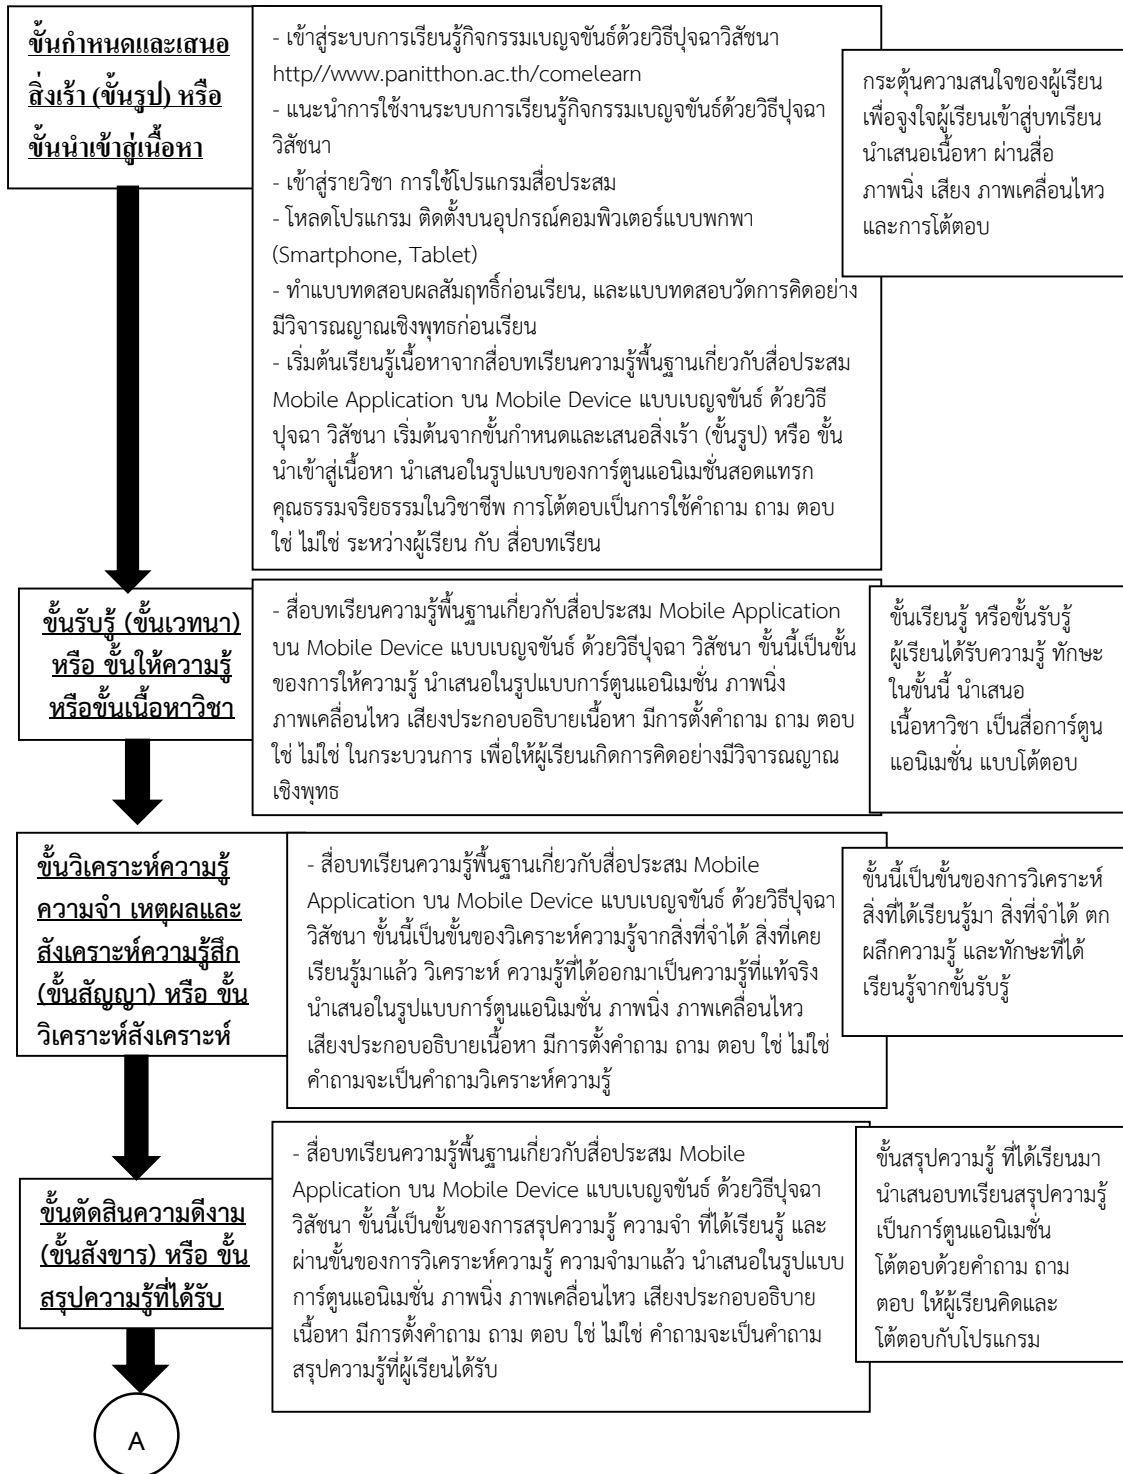 ขั้นกำหนดและเสนอ
สิ่งเร้า (ขั้นรูป) หรือ
ขั้นนำเข้าสู่เนื้อหา
- เข้าสู่ระบบการเรียนรู้กิจกรรมเบญจขันธ์ด้วยวิธีปุจฉาวิสัชนา
http//www.panitthon.ac.th/comelearn
- แนะนำการใช้งานระบบการเรียนรู้กิจกรรมเบญจขันธ์ด้วยวิธีปุจฉา
วิสัชนา
- เข้าสู่รายวิชา การใช้โปรแกรมสื่อประสม
- โหลดโปรแกรม ติดตั้งบนอุปกรณ์คอมพิวเตอร์แบบพกพา
(Smartphone, Tablet)
- ทำแบบทดสอบผลสัมฤทธิ์ก่อนเรียน, และแบบทดสอบวัดการคิดอย่าง
มีวิจารณญาณเชิงพุทธก่อนเรียน
- เริ่มต้นเรียนรู้เนื้อหาจากสื่อบทเรียนความรู้พื้นฐานเกี่ยวกับสื่อประสม
Mobile Application บน Mobile Device แบบเบญจขันธ์ ด้วยวิธี
ปุจฉา วิสัชนา เริ่มต้นจากขั้นกำหนดและเสนอสิ่งเร้า (ขั้นรูป) หรือ ขั้น
นำเข้าสู่เนื้อหา นำเสนอในรูปแบบของการ์ตูนแอนิเมชั่นสอดแทรก
คุณธรรมจริยธรรมในวิชาชีพ การโต้ตอบเป็นการใช้คำถาม ถาม ตอบ
ใช่ ไม่ใช่ ระหว่างผู้เรียน กับ สื่อบทเรียน
กระตุ้นความสนใจของผู้เรียน
เพื่อจูงใจผู้เรียนเข้าสู่บทเรียน
นำเสนอเนื้อหา ผ่านสื่อ
ภาพนิ่ง เสียง ภาพเคลื่อนไหว
และการโต้ตอบ
ขั้นรับรู้ (ขั้นเวทนา)
หรือ ขั้นให้ความรู้
หรือขั้นเนื้อหาวิชา
- สื่อบทเรียนความรู้พื้นฐานเกี่ยวกับสื่อประสม Mobile Application
บน Mobile Device แบบเบญจขันธ์ ด้วยวิธีปุจฉา วิสัชนา ขั้นนี้เป็นขั้น
ของการให้ความรู้ นำเสนอในรูปแบบการ์ตูนแอนิเมชั่น ภาพนิ่ง
ภาพเคลื่อนไหว เสียงประกอบอธิบายเนื้อหา มีการตั้งคำถาม ถาม ตอบ
ใช่ ไม่ใช่ ในกระบวนการ เพื่อให้ผู้เรียนเกิดการคิดอย่างมีวิจารณญาณ
เชิงพุทธ
ขั้นเรียนรู้ หรือขั้นรับรู้
ผู้เรียนได้รับความรู้ ทักษะ
ในขั้นนี้ นำเสนอ
เนื้อหาวิชา เป็นสื่อการ์ตูน
แอนิเมชั่น แบบโต้ตอบ
ขั้นวิเคราะห์ความรู้
ความจำ เหตุผลและ
สังเคราะห์ความรู้สึก
(ขั้นสัญญา) หรือ ขั้น
วิเคราะห์สังเคราะห์
- สื่อบทเรียนความรู้พื้นฐานเกี่ยวกับสื่อประสม Mobile
Application บน Mobile Device แบบเบญจขันธ์ ด้วยวิธีปุจฉา
วิสัชนา ขั้นนี้เป็นขั้นของวิเคราะห์ความรู้จากสิ่งที่จำได้ สิ่งที่เคย
เรียนรู้มาแล้ว วิเคราะห์ ความรู้ที่ได้ออกมาเป็นความรู้ที่แท้จริง
นำเสนอในรูปแบบการ์ตูนแอนิเมชั่น ภาพนิ่ง ภาพเคลื่อนไหว
เสียงประกอบอธิบายเนื้อหา มีการตั้งคำถาม ถาม ตอบ ใช่ ไม่ใช่
คำถามจะเป็นคำถามวิเคราะห์ความรู้
ขั้นนี้เป็นขั้นของการวิเคราะห์
สิ่งที่ได้เรียนรู้มา สิ่งที่จำได้ ตก
ผลึกความรู้ และทักษะที่ได้
เรียนรู้จากขั้นรับรู้
ขั้นตัดสินความดีงาม
(ขั้นสังขาร) หรือ ขั้น
สรุปความรู้ที่ได้รับ
- สื่อบทเรียนความรู้พื้นฐานเกี่ยวกับสื่อประสม Mobile
Application บน Mobile Device แบบเบญจขันธ์ ด้วยวิธีปุจฉา
วิสัชนา ขั้นนี้เป็นขั้นของการสรุปความรู้ ความจำ ที่ได้เรียนรู้ และ
ผ่านขั้นของการวิเคราะห์ความรู้ ความจำมาแล้ว นำเสนอในรูปแบบ
การ์ตูนแอนิเมชั่น ภาพนิ่ง ภาพเคลื่อนไหว เสียงประกอบอธิบาย
เนื้อหา มีการตั้งคำถาม ถาม ตอบ ใช่ ไม่ใช่ คำถามจะเป็นคำถาม
สรุปความรู้ที่ผู้เรียนได้รับ
ขั้นสรุปความรู้ ที่ได้เรียนมา
นำเสนอบทเรียนสรุปความรู้
เป็นการ์ตูนแอนิเมชั่น
โต้ตอบด้วยคำถาม ถาม
ตอบ ให้ผู้เรียนคิดและ
โต้ตอบกับโปรแกรม
A